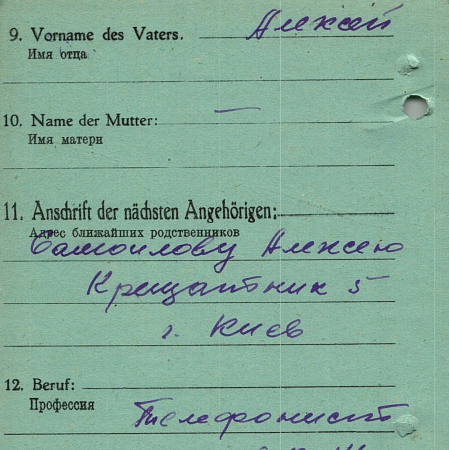 9. Vorname des Vaters. Алексей
Имя отца
10. Name der Mutter: —
Имя матери
11. Anschrift der nächsten Angehörigen:
Адрес ближайших родственников
Самойлову Алексею
Крещатник 5
г. Киев
12. Beruf:
Профессия Телефонист